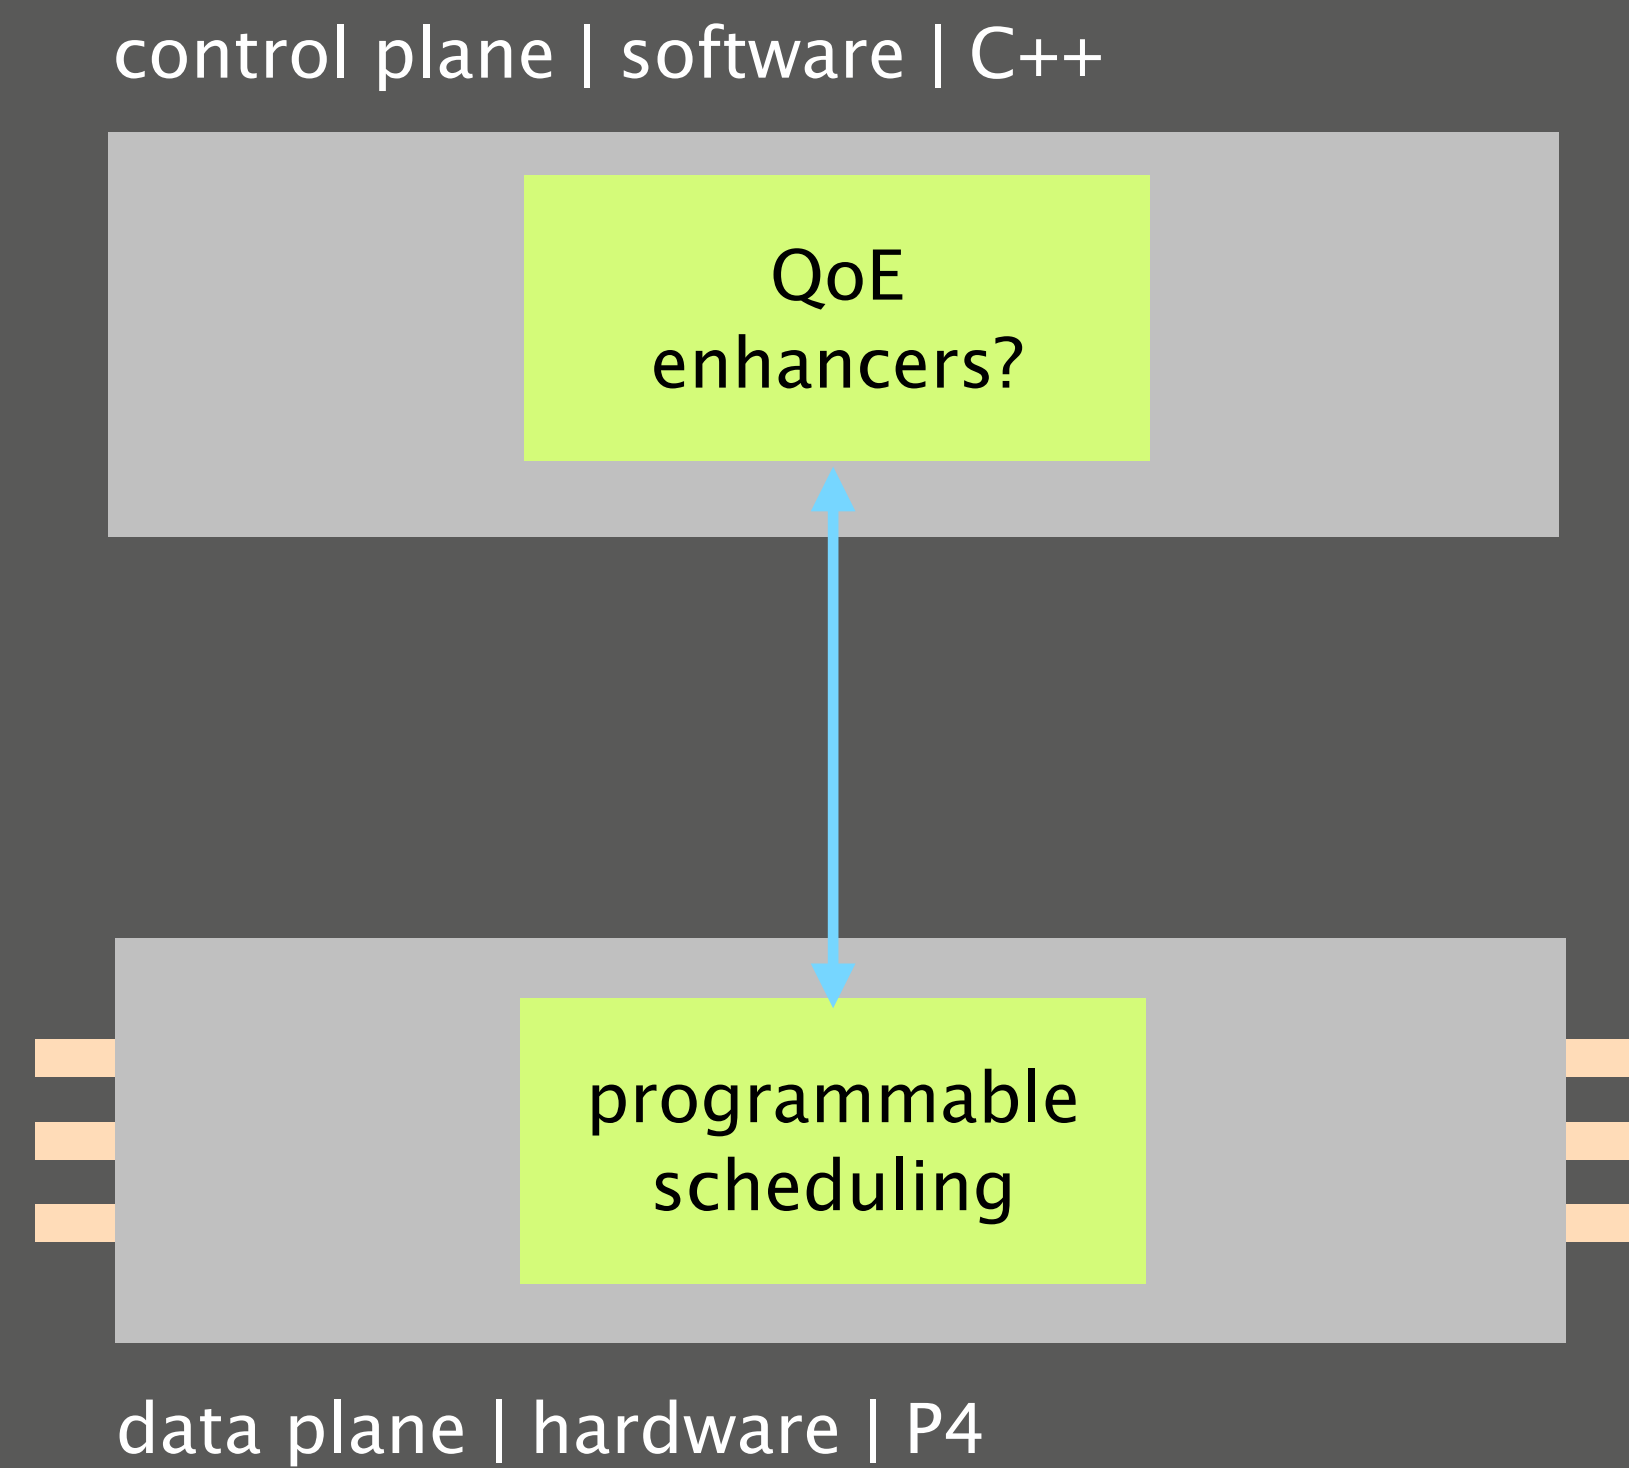 control plane | software | C++
QoE
enhancers?
programmable
scheduling
data plane | hardware | P4